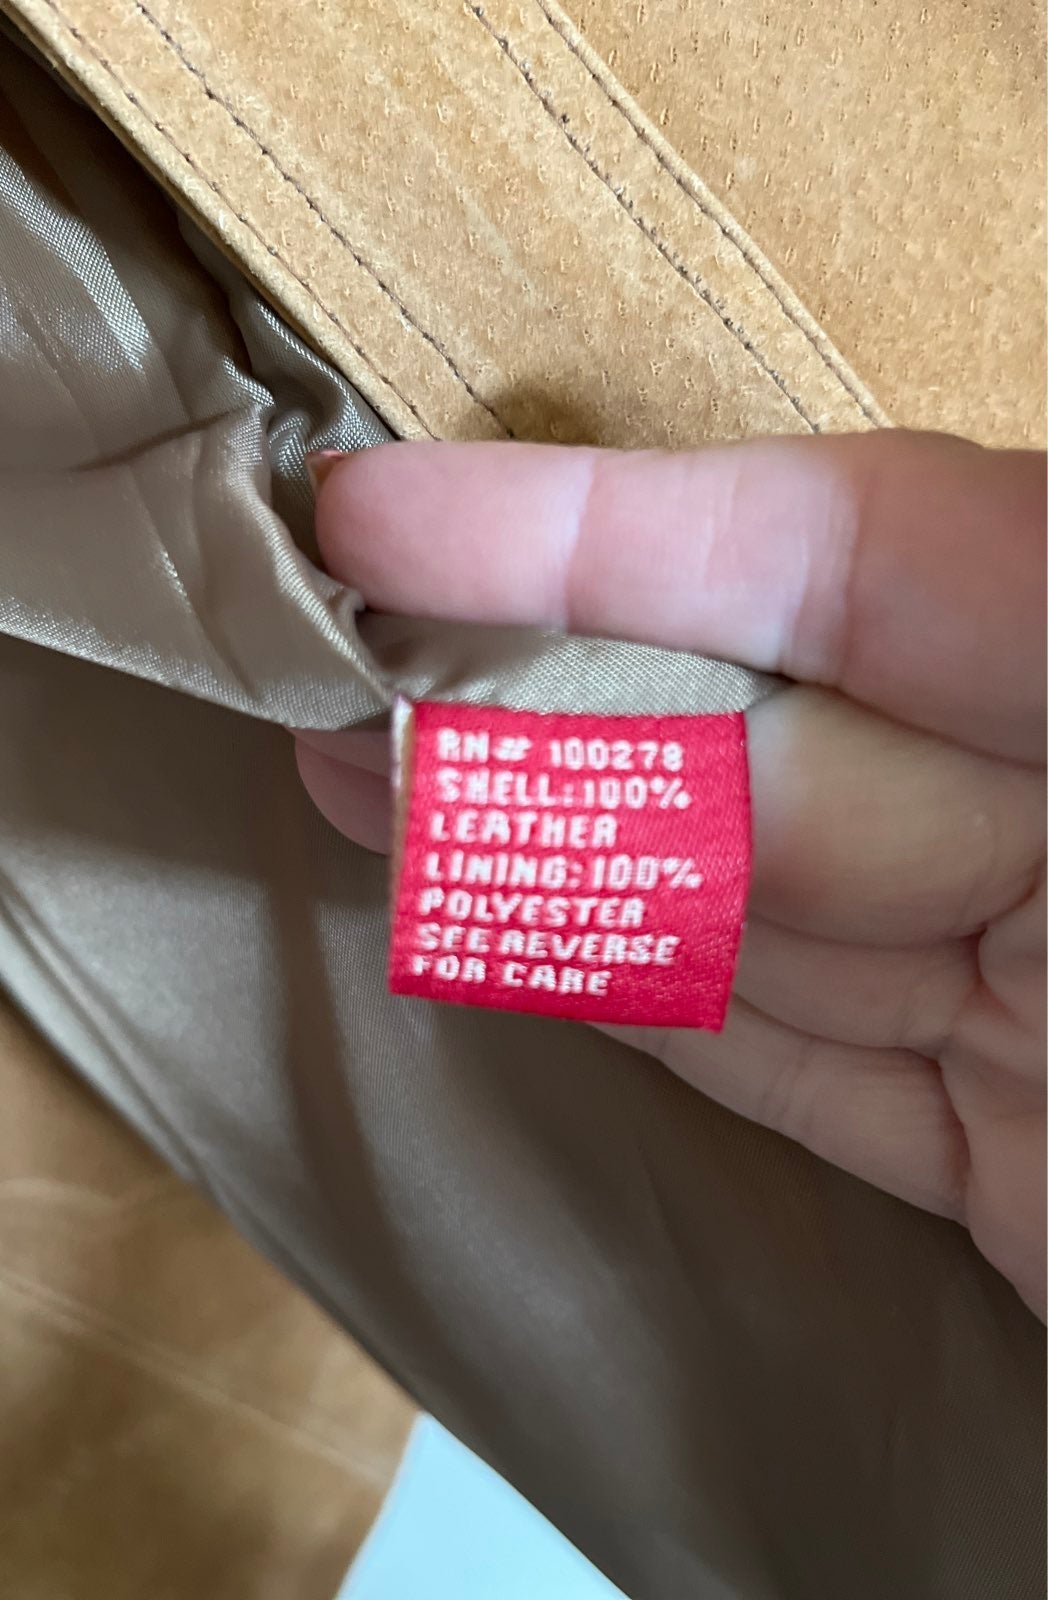 RN# 100278
SHELL:100%
LEATHER
LINING:100%
POLYESTER
SEE REVERSE
FOR CARE